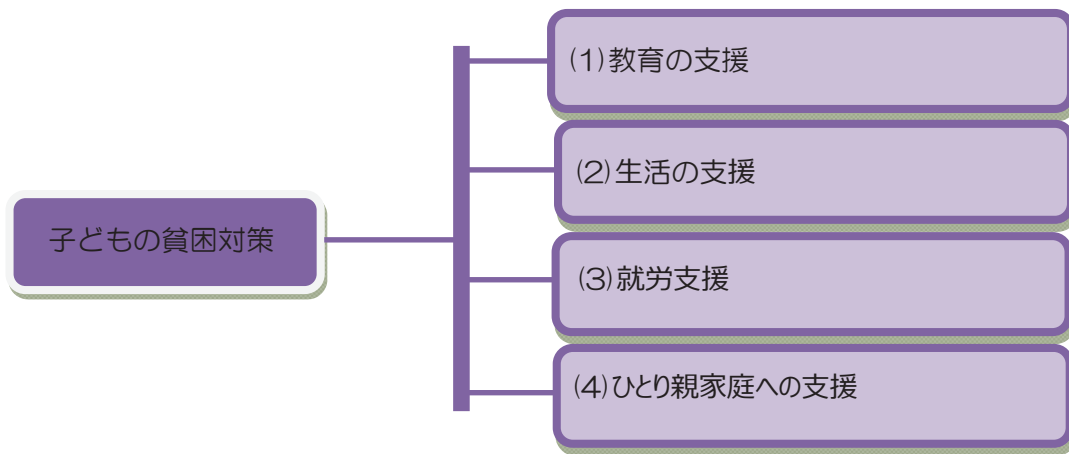 子どもの貧困対策
(1)教育の支援
(2)生活の支援
(3)就労支援
(4)ひとり親家庭への支援